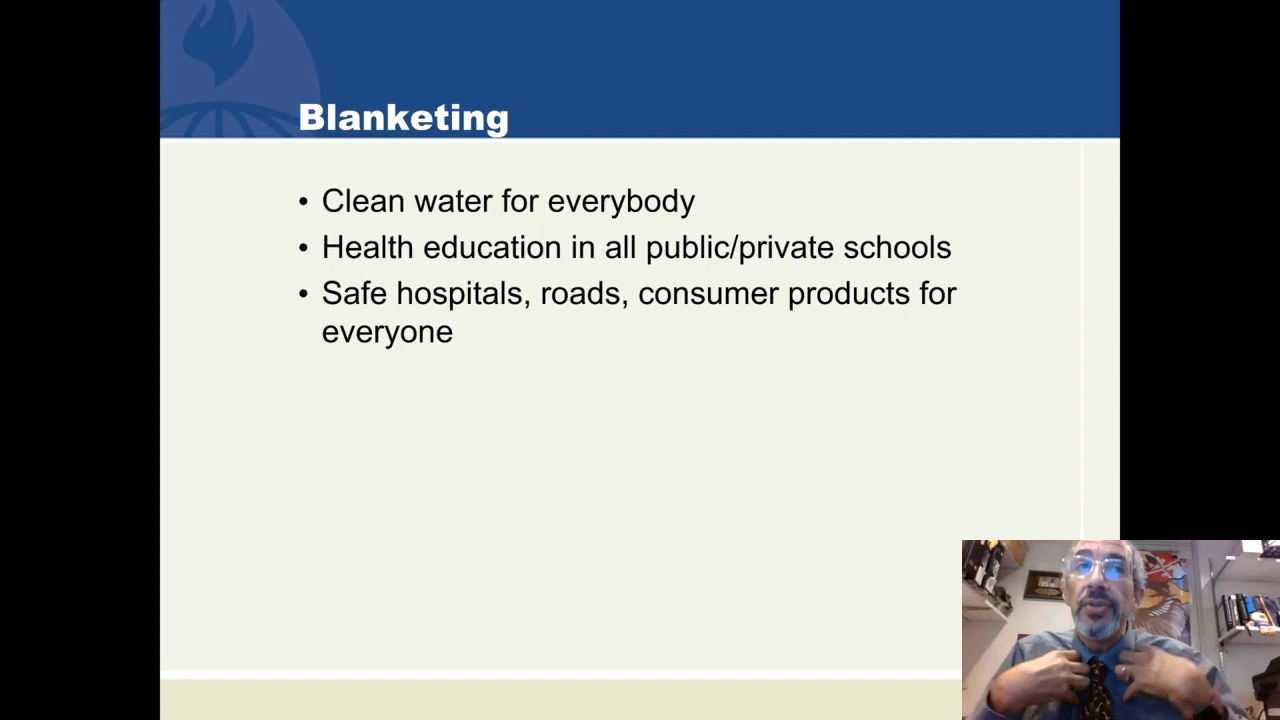 Blanketing
• Clean water for everybody
• Health education in all public/private schools
• Safe hospitals, roads, consumer products for
everyone